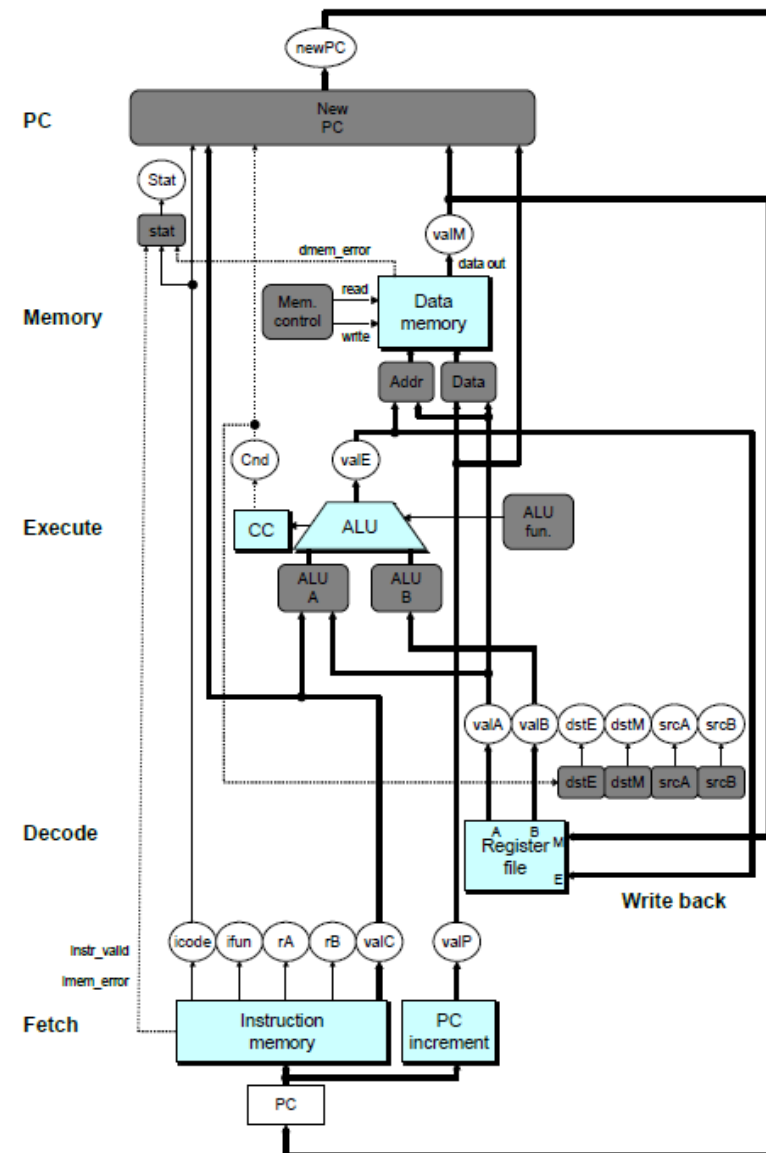 newPC
New
PC
PC
Stat
stat
valM
dmem_error
data out
read
Mem.
control
write
Data
memory
Memory
Addr
Data
Cnd
valE
CC
ALU
ALU
fun.
Execute
ALU
A
ALU
B
valA
valB
dstE
dstM
srcA
srcB
dstE
dstM
srcA
srcB
Decode
A
B
M
Register
file
E
Write back
icode
ifun
rA
rB
valC
valP
Instr_valid
Imem_error
Fetch
Instruction
memory
PC
increment
PC